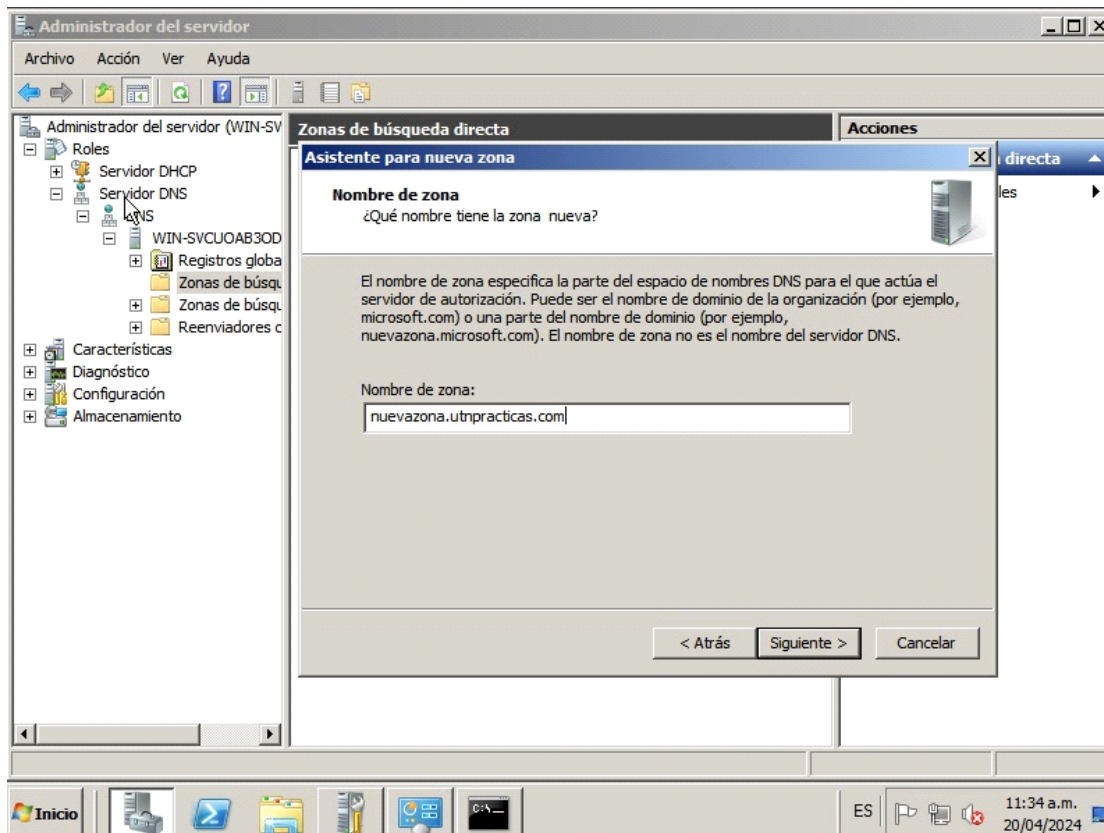 Administrador del servidor
Archivo Acción Ver Ayuda
Administrador del servidor (WIN-SV
Roles
Servidor DHCP
Servidor DNS
NS
WIN-SVCUOAB3OD
Registros globa
Zonas de búsqu
Zonas de búsqu
Reenviadores c
Características
Diagnóstico
Configuración
Almacenamiento
Zonas de búsqueda directa
Asistente para nueva zona
Nombre de zona
¿Qué nombre tiene la zona nueva?
El nombre de zona especifica la parte del espacio de nombres DNS para el que actúa el
servidor de autorización. Puede ser el nombre de dominio de la organización (por ejemplo,
microsoft.com) o una parte del nombre de dominio (por ejemplo,
nuevazona.microsoft.com). El nombre de zona no es el nombre del servidor DNS.
Nombre de zona:
nuevazona.utnpracticas.com
< Atrás Siguiente > Cancelar
Acciones
directa
les
Inicio
C:\
ES
11:34 a.m.
20/04/2024